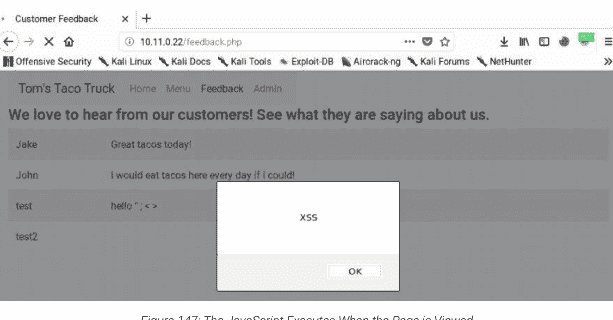 Customer Feedback × +
10.11.0.22/feedback.php
Offensive Security Kali Linux Kali Docs Kali Tools Exploit-DB Aircrack-ng Kali Forums NetHunter »
Tom's Taco Truck Home Menu Feedback Admin
We love to hear from our customers! See what they are saying about us.
Jake Great tacos today!
John I would eat tacos here every day if I could!
test hello " ; < >
test2
XSS
OK
Figure 147: The JavaScript Executes When the Page is Viewed